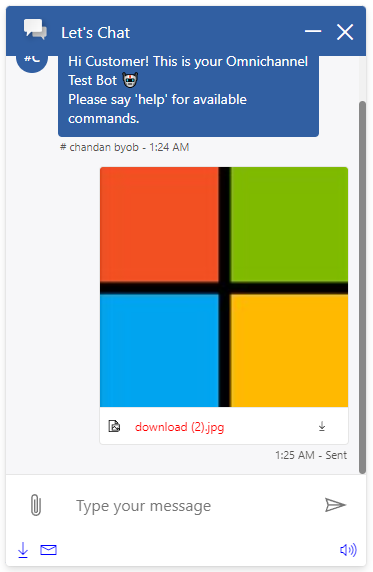 Let's Chat
#C
Hi Customer! This is your Omnichannel
Test Bot
Please say 'help' for available
commands.
# chandan byob - 1:24 AM
download (2).jpg
1:25 AM - Sent
Type your message